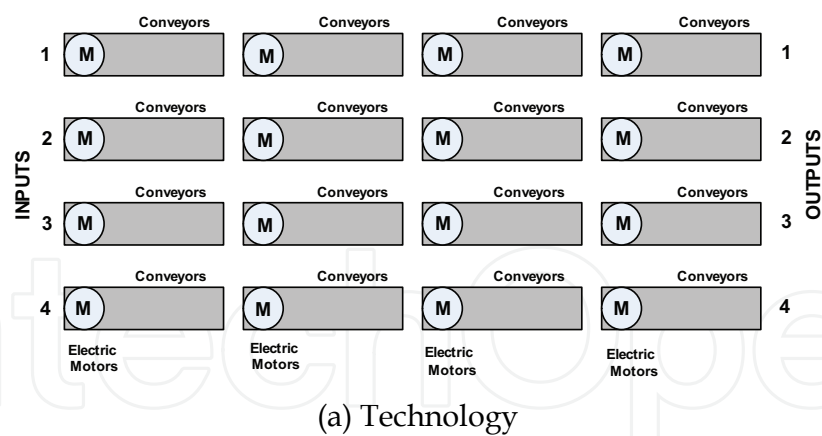 Conveyors Conveyors Conveyors Conveyors
1 M M M M 1
Conveyors Conveyors Conveyors Conveyors
2 M M M M 2
INPUTS
OUTPUTS
Conveyors Conveyors Conveyors Conveyors
3 M M M M 3
Conveyors Conveyors Conveyors Conveyors
4 M M M M 4
Electric Electric Electric Electric
Motors Motors Motors Motors
(a) Technology
ntechOpe